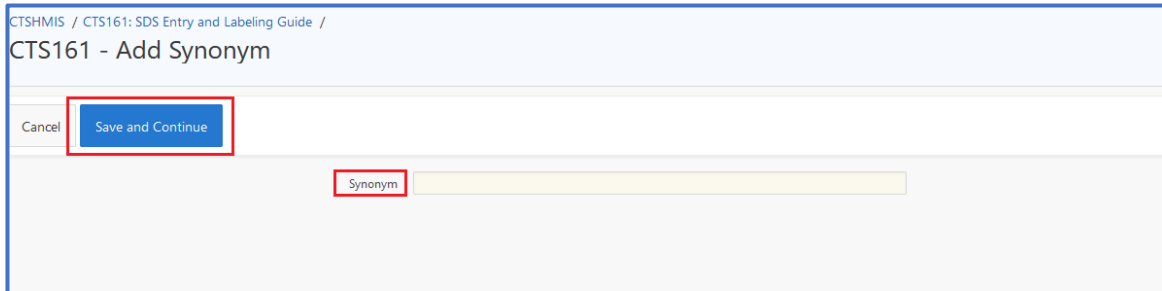 CTSHMIS / CTS161: SDS Entry and Labeling Guide /
CTS161 - Add Synonym
Cancel Save and Continue
Synonym